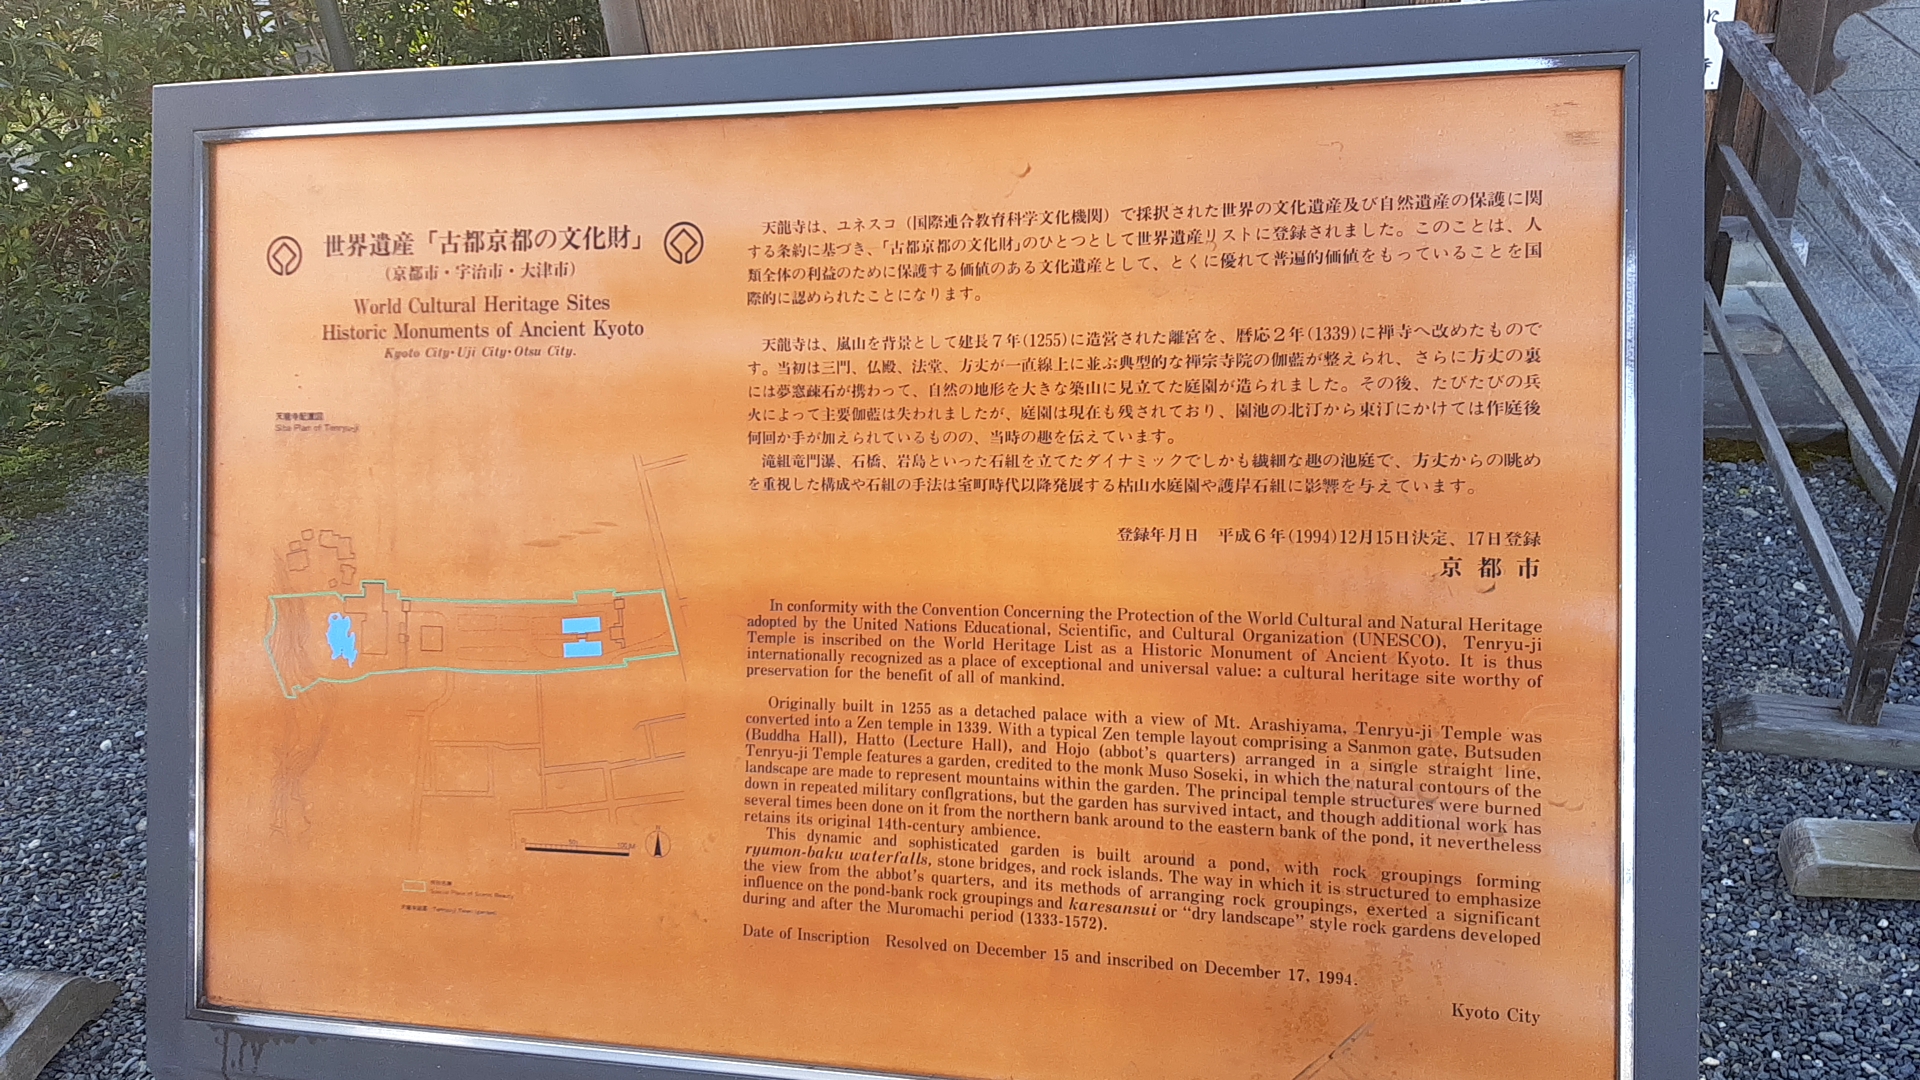 世界遺産「古都京都の文化財」
（京都市・宇治市・大津市）
World Cultural Heritage Sites
Historic Monuments of Ancient Kyoto
Kyoto City・Uji City・Otsu City.
天龍寺配置図
Site Plan of Tenryu-ji
天龍寺は、ユネスコ（国際連合教育科学文化機関）で採択された世界の文化遺産及び自然遺産の保護に関
する条約に基づき、「古都京都の文化財」のひとつとして世界遺産リストに登録されました。このことは、人
類全体の利益のために保護する価値のある文化遺産として、とくに優れて普遍的価値をもっていることを国
際的に認められたことになります。
天龍寺は、嵐山を背景として建長７年(1255)に造営された離宮を、暦応２年(1339)に禅寺へ改めたもので
す。当初は三門、仏殿、法堂、方丈が一直線上に並ぶ典型的な禅宗寺院の伽藍が整えられ、さらに方丈の裏
には夢窓疎石が携わって、自然の地形を大きな築山に見立てた庭園が造られました。その後、たびたびの兵
火によって主要伽藍は失われましたが、庭園は現在も残されており、園池の北汀から東汀にかけては作庭後
何回か手が加えられているものの、当時の趣を伝えています。
滝組竜門瀑、石橋、岩島といった石組を立てたダイナミックでしかも繊細な趣の池庭で、方丈からの眺め
を重視した構成や石組の手法は室町時代以降発展する枯山水庭園や護岸石組に影響を与えています。
登録年月日　平成６年(1994)12月15日決定、17日登録
京都市
In conformity with the Convention Concerning the Protection of the World Cultural and Natural Heritage
adopted by the United Nations Educational, Scientific, and Cultural Organization (UNESCO), Tenryu-ji
Temple is inscribed on the World Heritage List as a Historic Monument of Ancient Kyoto. It is thus
internationally recognized as a place of exceptional and universal value: a cultural heritage site worthy of
preservation for the benefit of all of mankind.
Originally built in 1255 as a detached palace with a view of Mt. Arashiyama, Tenryu-ji Temple was
converted into a Zen temple in 1339. With a typical Zen temple layout comprising a Sanmon gate, Butsuden
(Buddha Hall), Hatto (Lecture Hall), and Hojo (abbot's quarters) arranged in a single straight line,
Tenryu-ji Temple features a garden, credited to the monk Muso Soseki, in which the natural contours of the
landscape are made to represent mountains within the garden. The principal temple structures were burned
down in repeated military conflgrations, but the garden has survived intact, and though additional work has
several times been done on it from the northern bank around to the eastern bank of the pond, it nevertheless
retains its original 14th-century ambience.
This dynamic and sophisticated garden is built around a pond, with rock groupings forming
ryumon-baku waterfalls, stone bridges, and rock islands. The way in which it is structured to emphasize
the view from the abbot's quarters, and its methods of arranging rock groupings, exerted a significant
influence on the pond-bank rock groupings and karesansui or "dry landscape" style rock gardens developed
during and after the Muromachi period (1333-1572).
Date of Inscription Resolved on December 15 and inscribed on December 17, 1994.
Kyoto City